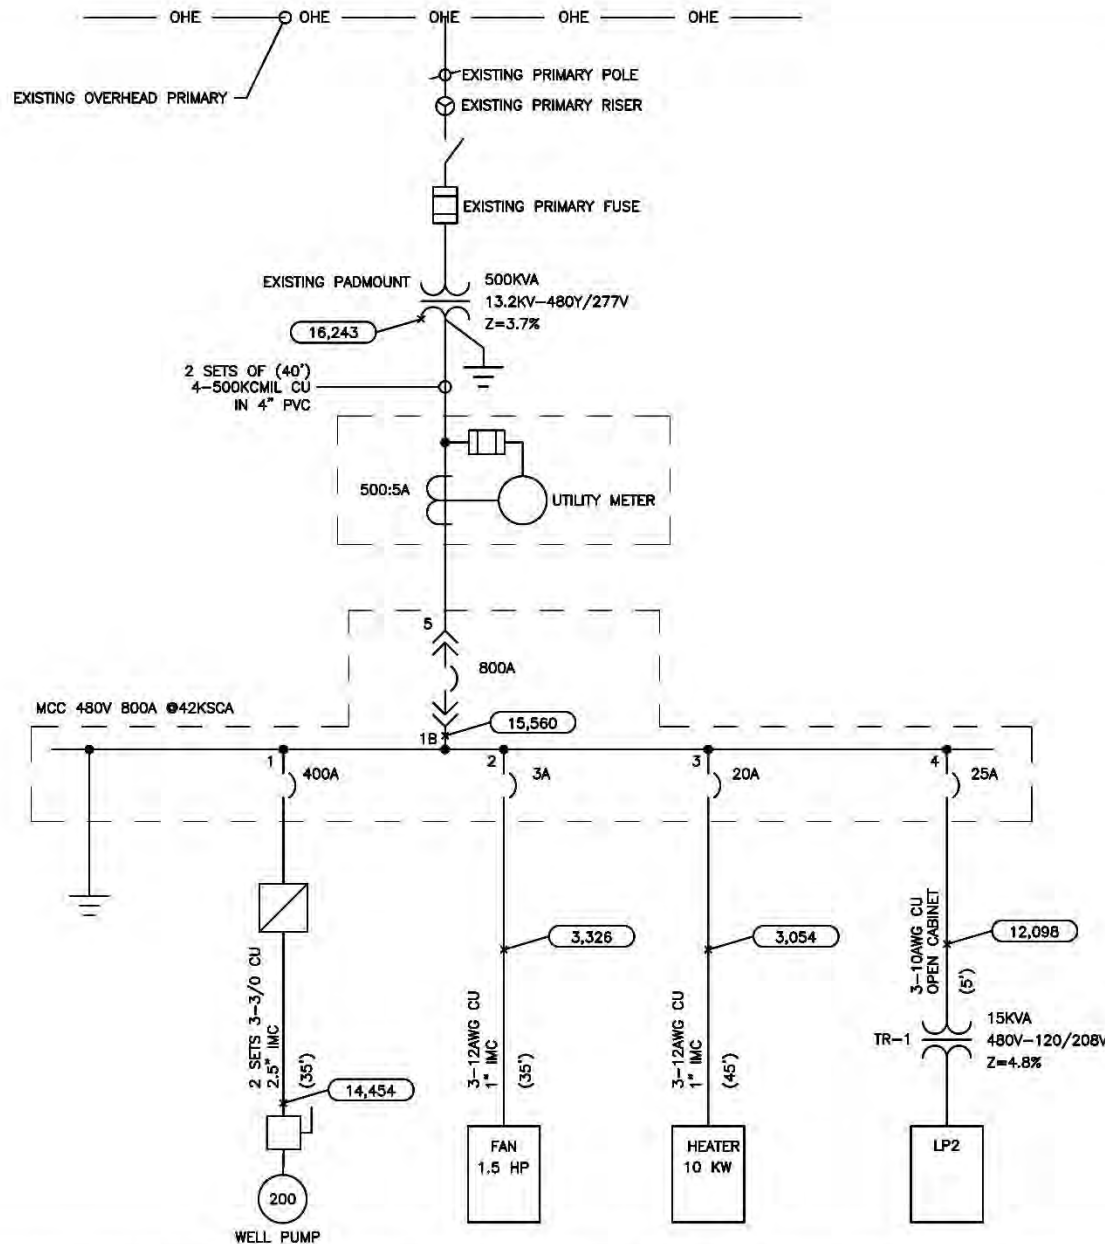 OHE OHE OHE OHE OHE
EXISTING OVERHEAD PRIMARY
EXISTING PRIMARY POLE
EXISTING PRIMARY RISER
EXISTING PRIMARY FUSE
EXISTING PADMOUNT
500KVA
13.2KV-480Y/277V
Z=3.7%
16,243
2 SETS OF (40')
4-500KCMIL CU
IN 4" PVC
500:5A
UTILITY METER
5
800A
MCC 480V 800A @42KSCA
15,560
1B
1
400A
2
3A
3
20A
4
25A
2 SETS 3-3/0 CU
2.5" IMC
(35')
14,454
200
WELL PUMP
3,326
3-12AWG CU
1" IMC
(35')
FAN
1.5 HP
3,054
3-12AWG CU
1" IMC
(45')
HEATER
10 KW
3-10AWG CU
OPEN CABINET
(5')
12,098
TR-1
15KVA
480V-120/208V
Z=4.8%
LP2